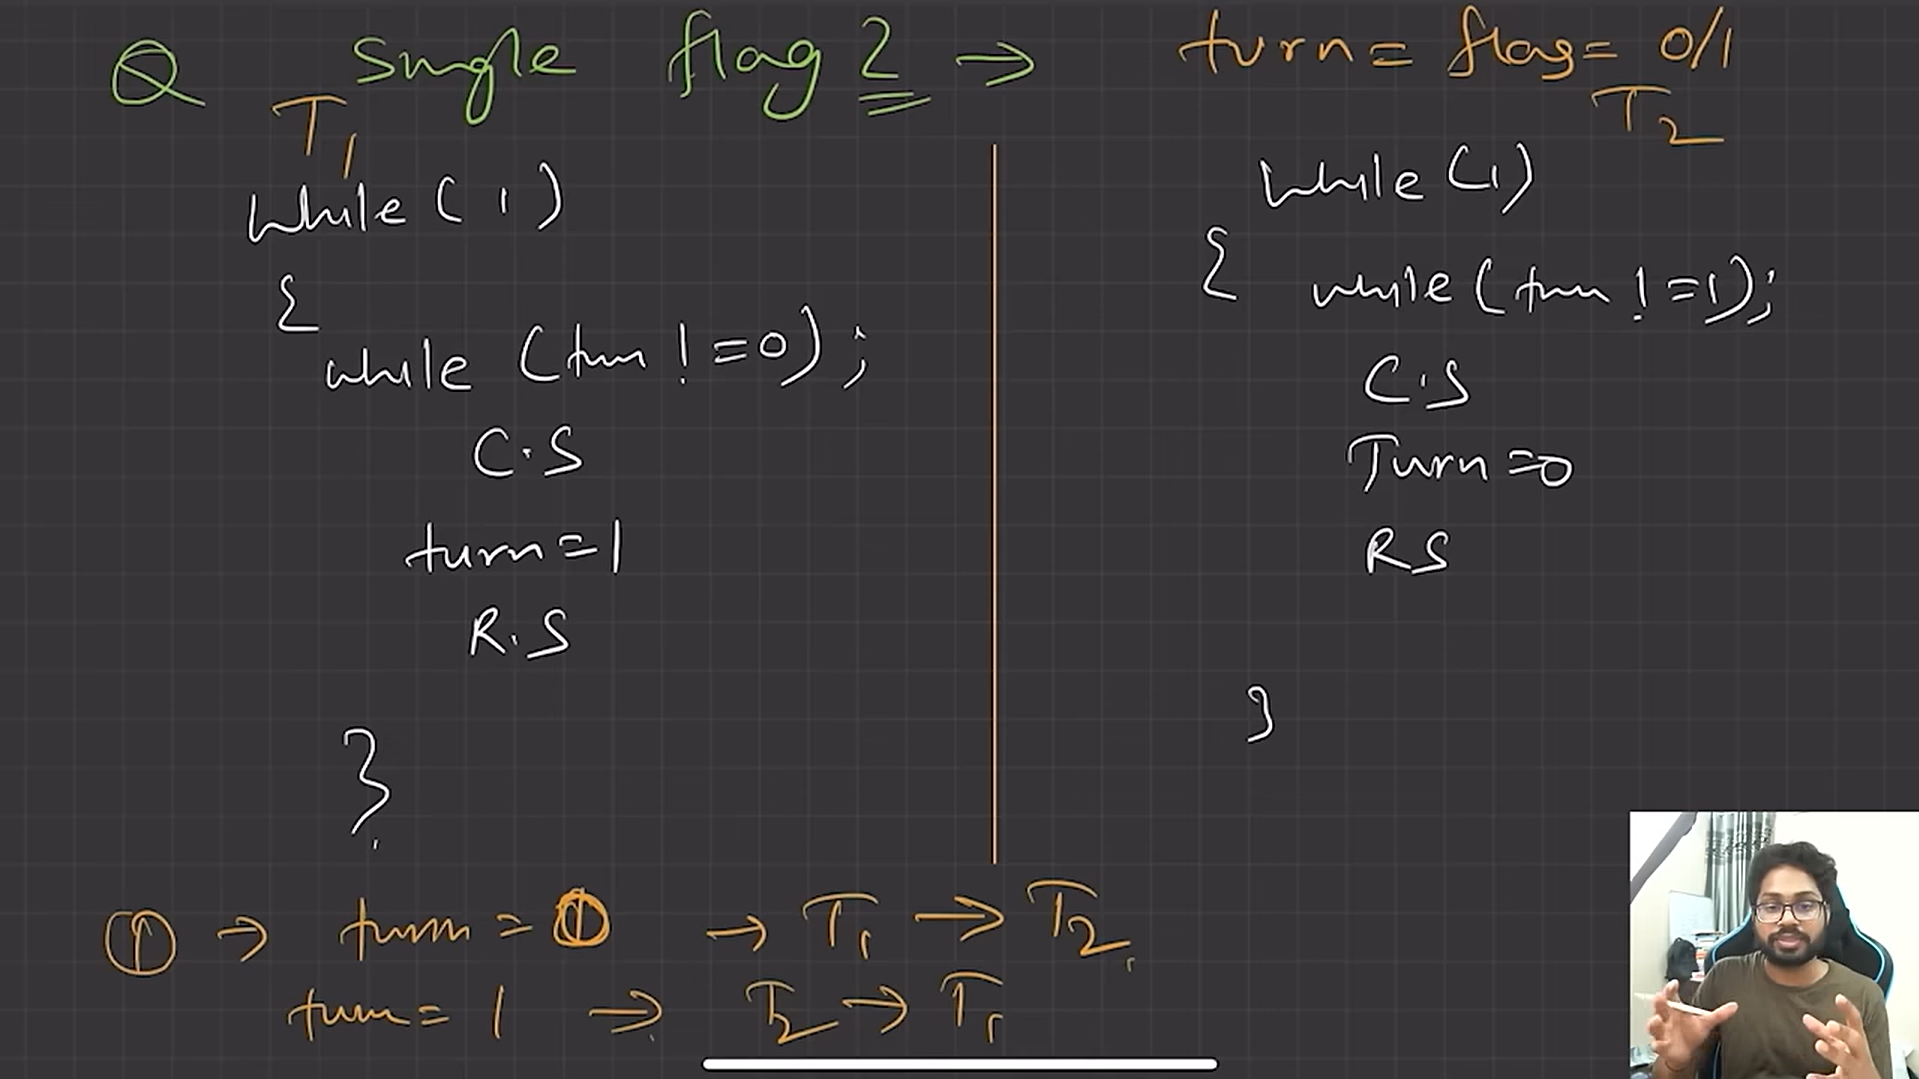 Q single flag 2 → turn = flag = 0/1
T1
while(1)
{
while (turn != 0);
C.S
turn=1
R.S
}
T2
while(1)
{ while(turn !=1);
C.S
Turn=0
RS
}
① → turn = 0 → T1 → T2
turn = 1 → T2 → T1